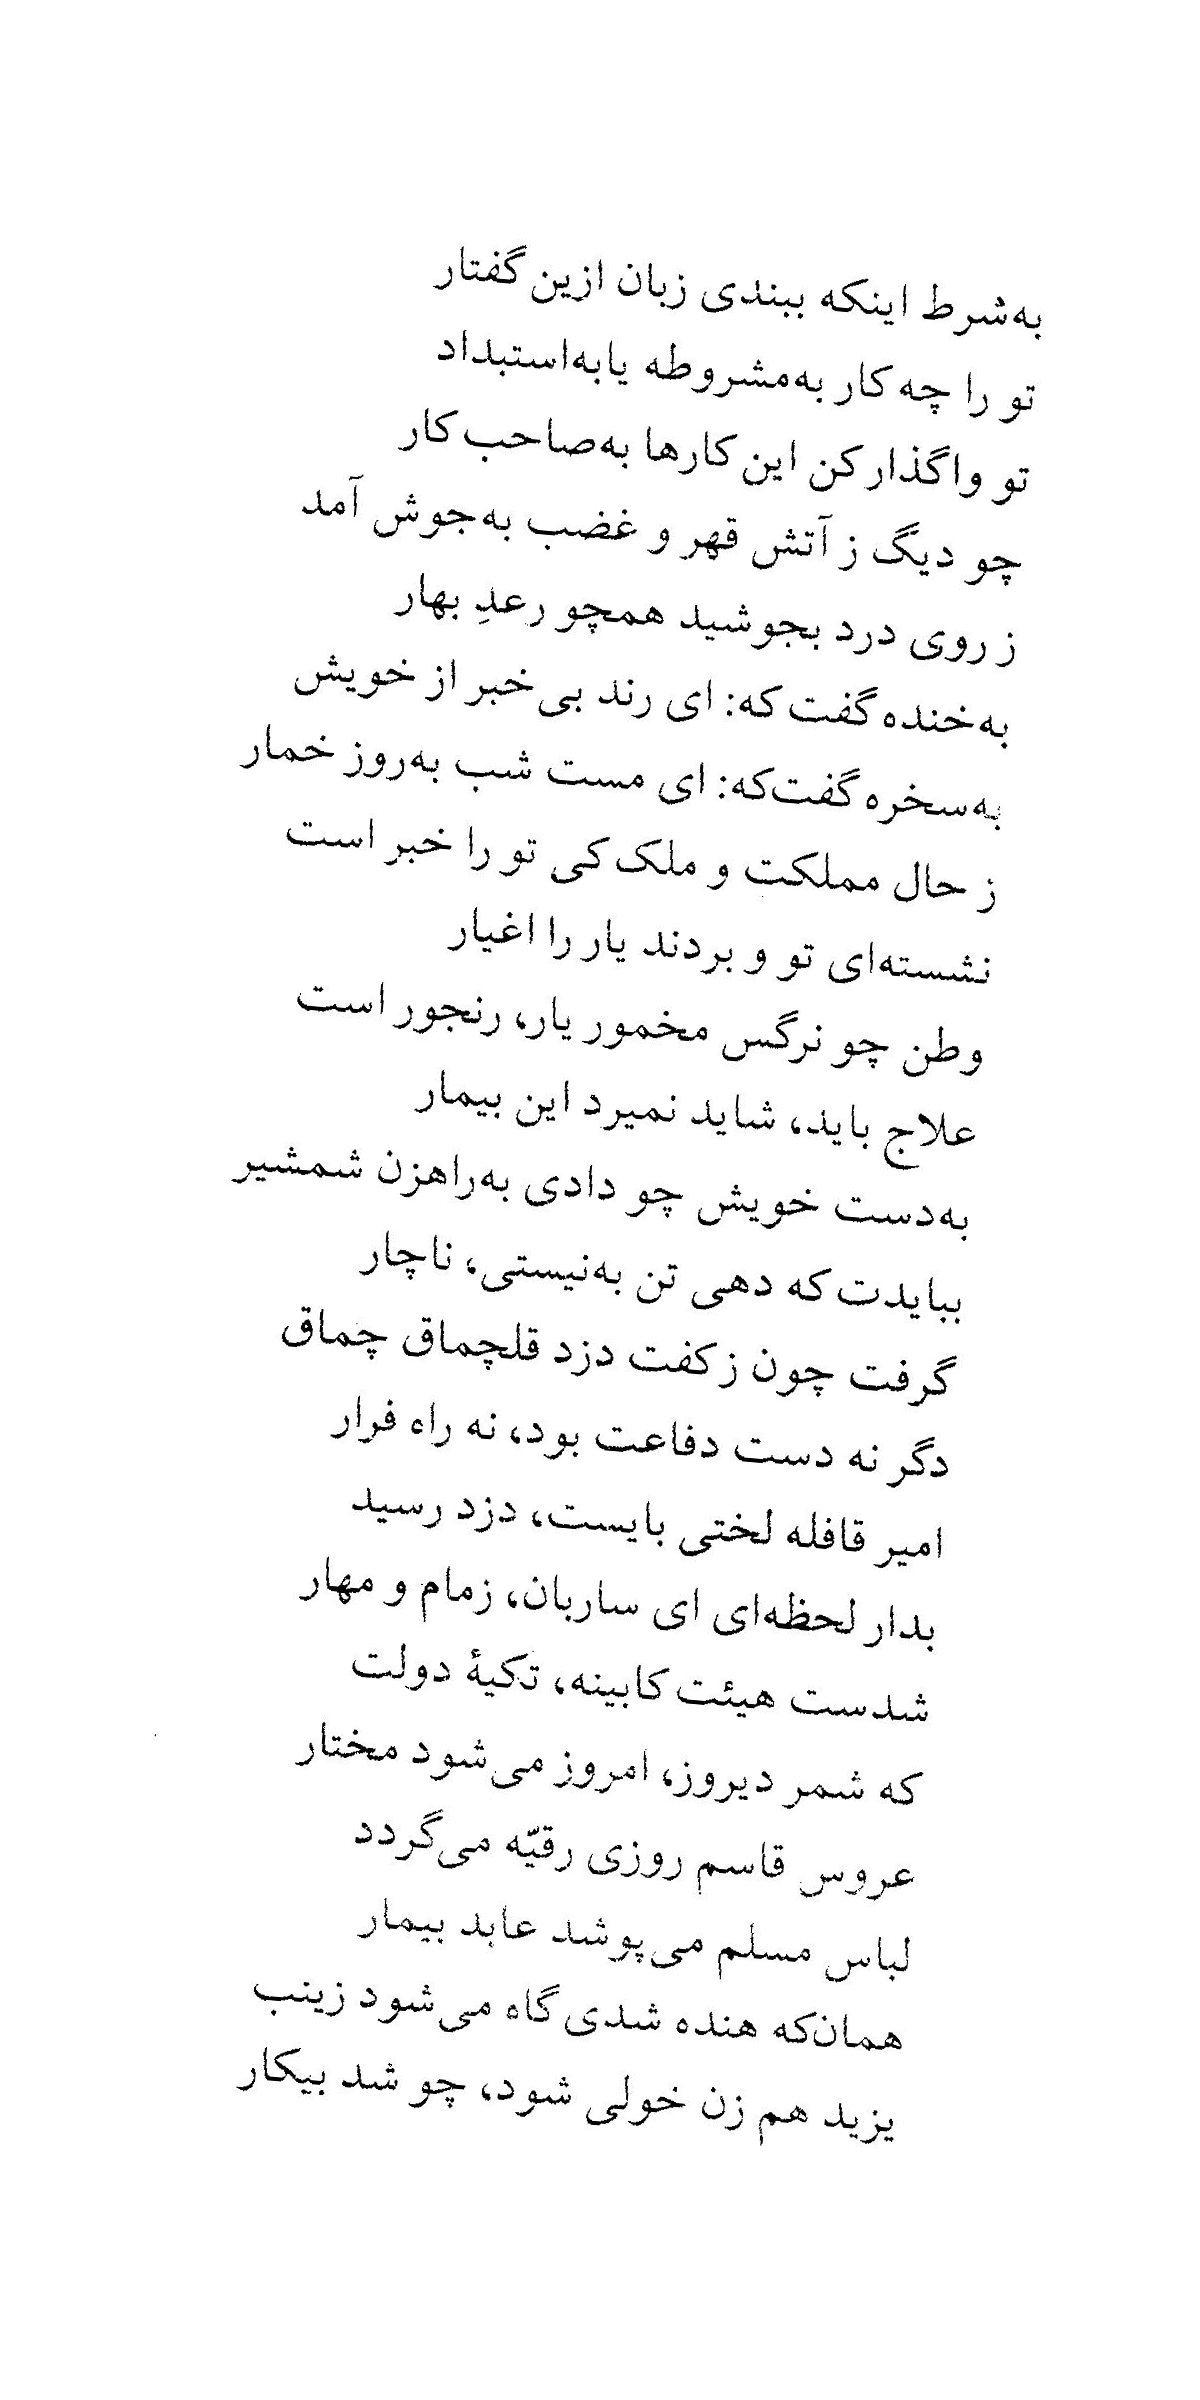 به‌شرط اینکه ببندی زبان ازین گفتار
تو را چه کار به‌مشروطه یابه‌استبداد
تو واگذار کن این کارها به‌صاحب کار
چو دیگ ز آتش قهر و غضب به‌جوش آمد
ز روی درد بجوشید همچو رعدِ بهار
به‌خنده گفت که: ای رند بی‌خبر از خویش
به‌سخره گفت‌که: ای مست شب به‌روز خمار
ز حال مملکت و ملک کی تو را خبر است
نشسته‌ای تو و بردند یار را اغیار
وطن چو نرگس مخمور یار، رنجور است
علاج باید، شاید نمیرد این بیمار
به‌دست خویش چو دادی به‌راهزن شمشیر
ببایدت که دهی تن به‌نیستی، ناچار
گرفت چون ز کفت دزد قلچماق چماق
دگر نه دست دفاعت بود، نه راه فرار
امیر قافله لختی بایست، دزد رسید
بدار لحظه‌ای ای ساربان، زمام و مهار
شدست هیئت کابینه، تکیهٔ دولت
که شمر دیروز، امروز می‌شود مختار
عروس قاسم روزی رقیّه می‌گردد
لباس مسلم می‌پوشد عابد بیمار
همان‌که هنده شدی گاه می‌شود زینب
یزید هم زن خولی شود، چو شد بیکار